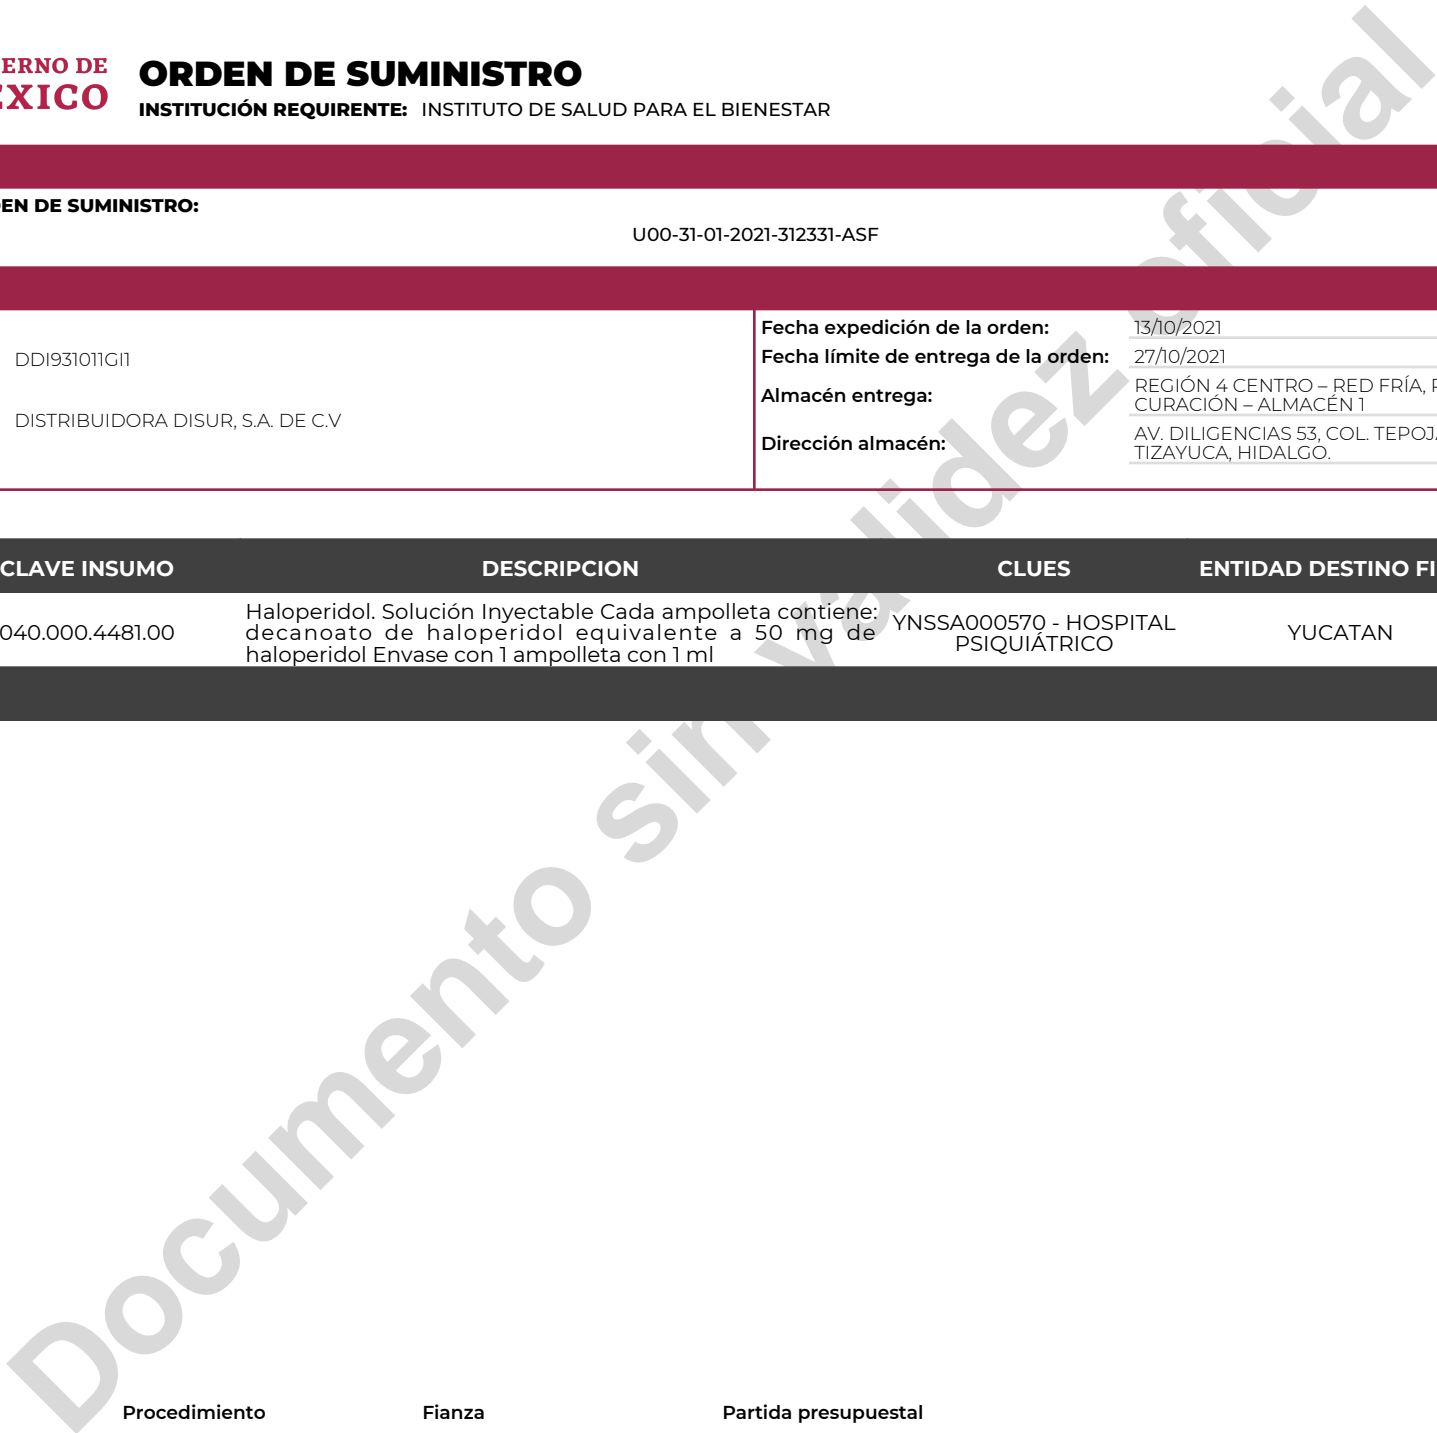 ERNO DE
EXICO
ORDEN DE SUMINISTRO
INSTITUCIÓN REQUIRENTE: INSTITUTO DE SALUD PARA EL BIENESTAR
EN DE SUMINISTRO:
U00-31-01-2021-312331-ASF
DDI931011GI1
DISTRIBUIDORA DISUR, S.A. DE C.V
Fecha expedición de la orden: 13/10/2021
Fecha límite de entrega de la orden: 27/10/2021
Almacén entrega:
REGIÓN 4 CENTRO – RED FRÍA,
CURACIÓN – ALMACÉN 1
Dirección almacén:
AV. DILIGENCIAS 53, COL. TEPOJ
TIZAYUCA, HIDALGO.
CLAVE INSUMO DESCRIPCION CLUES ENTIDAD DESTINO FI
040.000.4481.00
Haloperidol. Solución Inyectable Cada ampolleta contiene:
decanoato de haloperidol equivalente a 50 mg de
haloperidol Envase con 1 ampolleta con 1 ml
YNSSA000570 - HOSPITAL
PSIQUIÁTRICO
YUCATAN
Documento sin validez oficial
Procedimiento Fianza Partida presupuestal